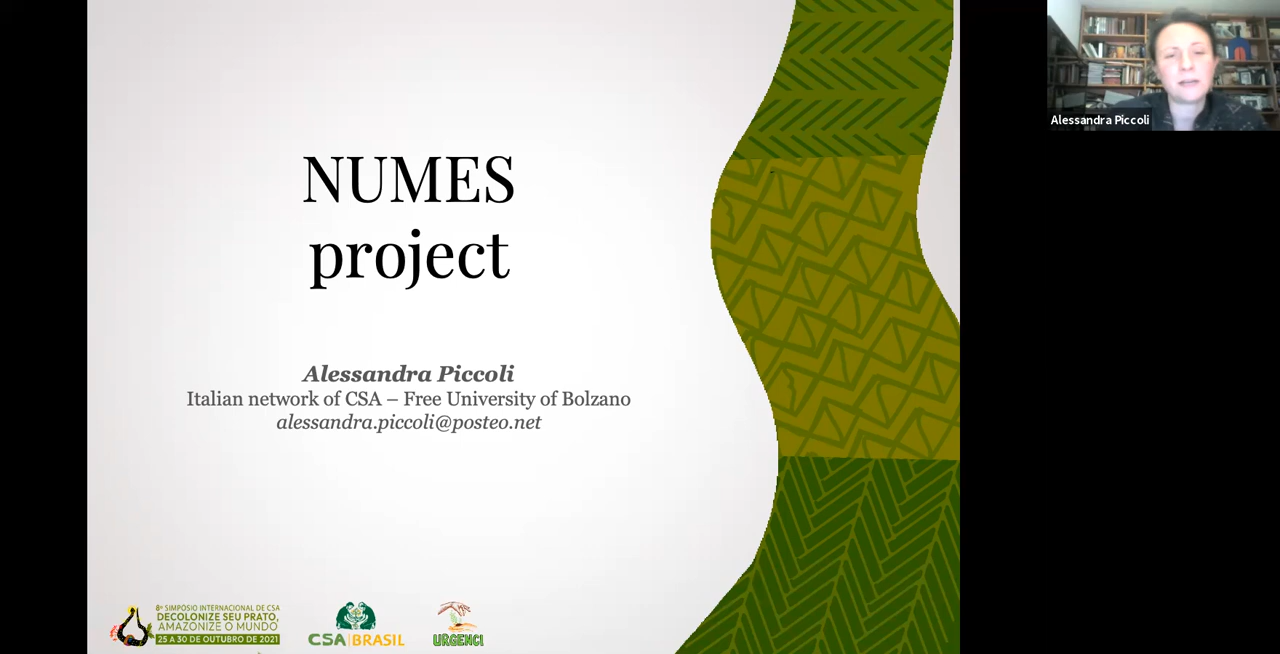 NUMES
project
Alessandra Piccoli
Italian network of CSA – Free University of Bolzano
alessandra.piccoli@posteo.net
8º SIMPÓSIO INTERNACIONAL DE CSA
DECOLONIZE SEU PRATO,
AMAZONIZE O MUNDO
25 A 30 DE OUTUBRO DE 2021
CSA BRASIL
URGENCI
Alessandra Piccoli